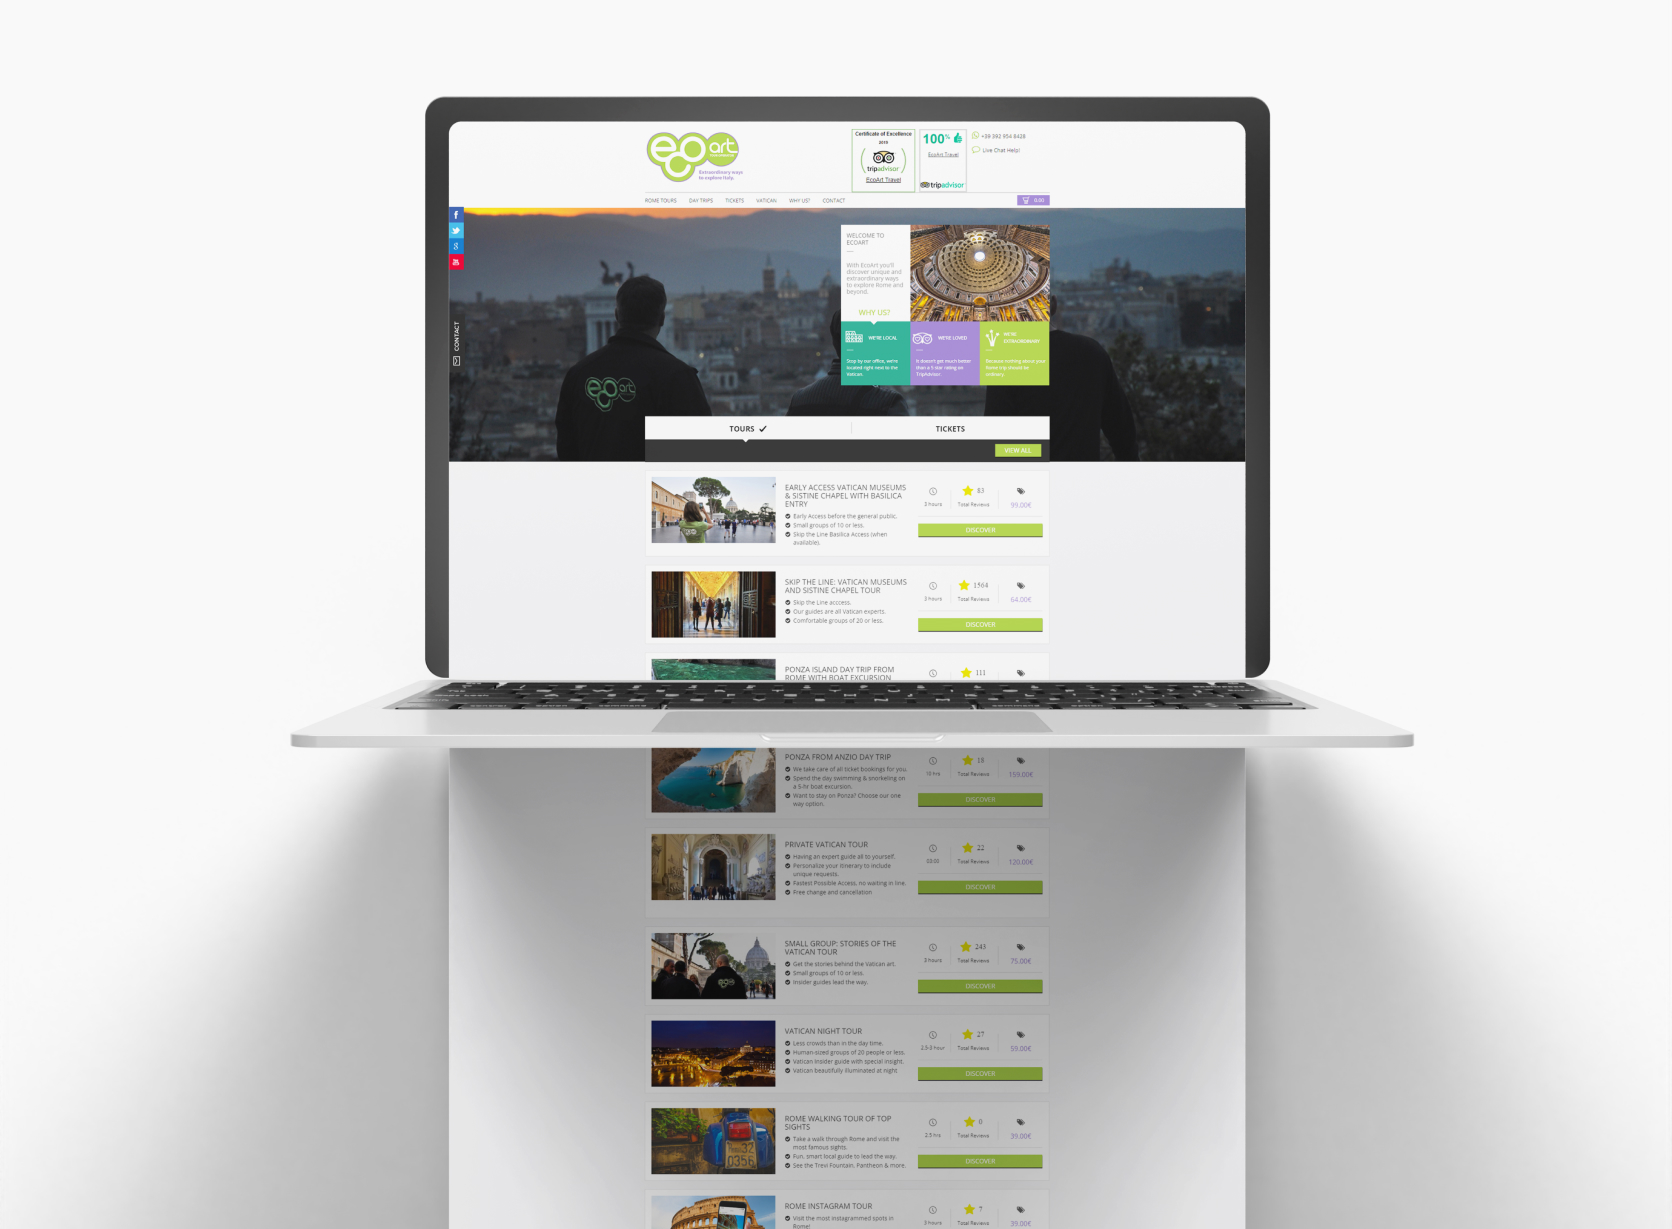 eco art
Extraordinary ways
to explore Italy.
Certificate of Excellence
tripadvisor
EcoArt Travel
100%
EcoArt Travel
tripadvisor
+39 392 954 8428
Live Chat Help!
ROME TOURS DAY TRIPS TICKETS VATICAN WHY US? CONTACT
0.00
CONTACT
WELCOME TO
ECOART
With EcoArt you'll
discover unique and
extraordinary ways
to explore Rome and
beyond.
WHY US?
WE'RE LOCAL
Stop by our office, we're
located right next to the
Vatican.
WE'RE LOVED
It doesn't get much better
than a 5 star rating on
TripAdvisor.
WE'RE
EXTRAORDINARY
Because nothing about your
Rome trip should be
ordinary.
eco art
TOURS TICKETS
VIEW ALL
EARLY ACCESS VATICAN MUSEUMS
& SISTINE CHAPEL WITH BASILICA
ENTRY
Early Access before the general public.
Small groups of 10 or less.
Skip the Line Basilica Access (when
available).
83
3 hours Total Reviews 99.00€
DISCOVER
SKIP THE LINE: VATICAN MUSEUMS
AND SISTINE CHAPEL TOUR
Skip the Line acccess.
Our guides are all Vatican experts.
Comfortable groups of 20 or less.
1564
3 hours Total Reviews 64.00€
DISCOVER
PONZA ISLAND DAY TRIP FROM
ROME WITH BOAT EXCURSION
111
PONZA FROM ANZIO DAY TRIP
We take care of all ticket bookings for you.
Spend the day swimming & snorkeling on
a 5-hr boat excursion.
Want to stay on Ponza? Choose our one
way option.
18
10 hrs Total Reviews 159.00€
DISCOVER
PRIVATE VATICAN TOUR
Having an expert guide all to yourself.
Personalize your itinerary to include
unique requests.
Fastest Possible Access, no waiting in line.
Free change and cancellation
22
03:00 Total Reviews 120.00€
DISCOVER
SMALL GROUP: STORIES OF THE
VATICAN TOUR
Get the stories behind the Vatican art.
Small groups of 10 or less.
Insider guides lead the way.
243
3 hours Total Reviews 75.00€
DISCOVER
VATICAN NIGHT TOUR
Less crowds than in the day time.
Human-sized groups of 20 people or less.
Vatican insider guide with special insight.
Vatican beautifully illuminated at night
27
2.5-3 hour Total Reviews 59.00€
DISCOVER
ROME WALKING TOUR OF TOP
SIGHTS
Take a walk through Rome and visit the
most famous sights.
Fun, smart local guide to lead the way.
See the Trevi Fountain, Pantheon & more.
32
0356
0
2.5 hrs Total Reviews 39.00€
DISCOVER
ROME INSTAGRAM TOUR
Visit the most instagrammed spots in
Rome!
7
3 hours Total Reviews 39.00€